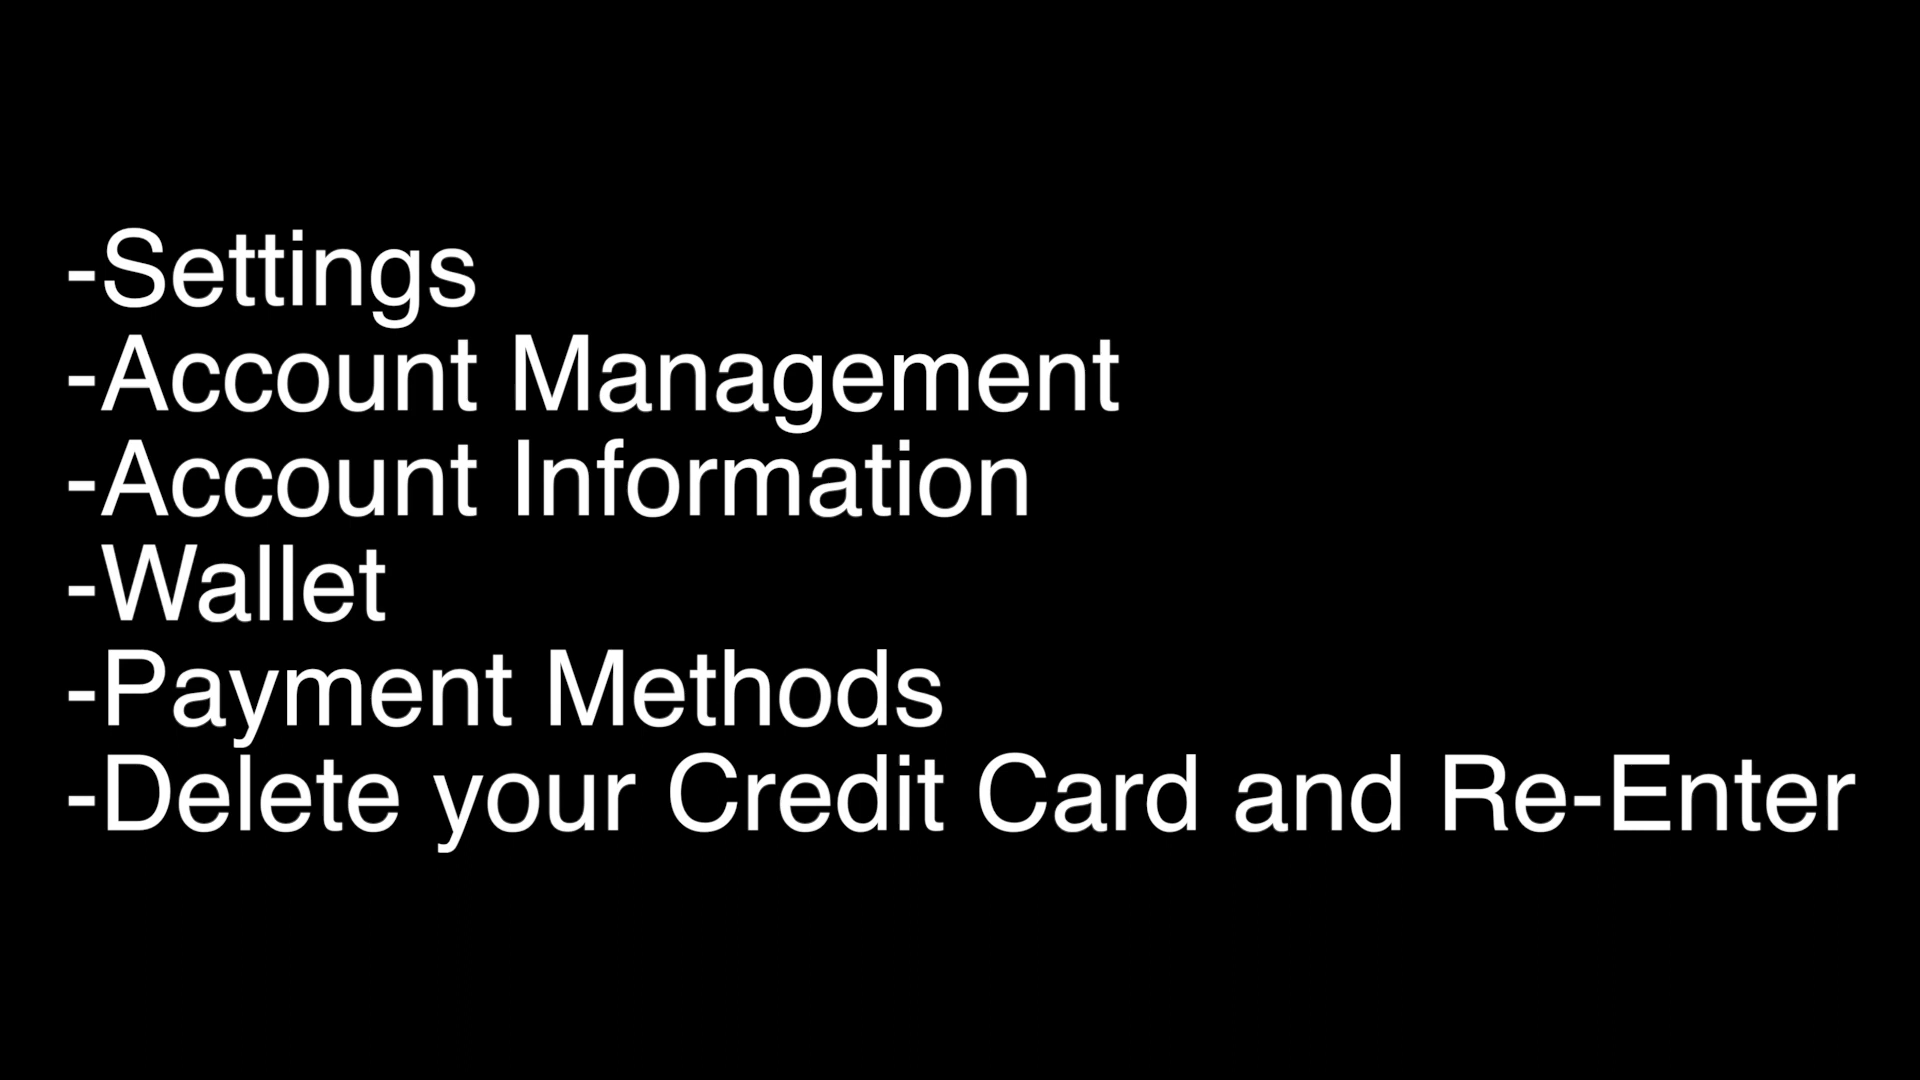 -Settings
-Account Management
-Account Information
-Wallet
-Payment Methods
-Delete your Credit Card and Re-Enter